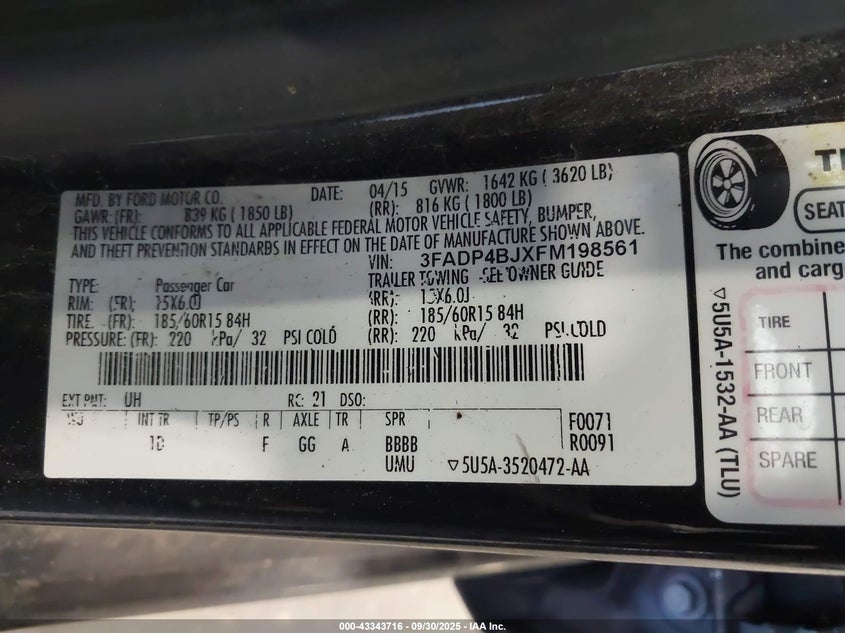 MFD. BY FORD MOTOR CO. DATE: 04/15 GVWR: 1642 KG ( 3620 LB)
GAWR: (FR): 839 KG ( 1850 LB) (RR): 816 KG ( 1800 LB)
THIS VEHICLE CONFORMS TO ALL APPLICABLE FEDERAL MOTOR VEHICLE SAFETY, BUMPER,
AND THEFT PREVENTION STANDARDS IN EFFECT ON THE DATE OF MANUFACTURE SHOWN ABOVE.
VIN: 3FADP4BJXFM198561
TYPE: Passenger Car TRAILER TOWING - SEE OWNER GUIDE
RIM: (FR): 15X6.0J (RR): 15X6.0J
TIRE: (FR): 185/60R15 84H (RR): 185/60R15 84H
PRESSURE: (FR): 220 kPa/ 32 PSI COLD (RR): 220 kPa/ 32 PSI COLD
EXT PNT: UH RC: 21 DSO:
INT TR TP/PS R AXLE TR SPR F0071
F GG A BBBB R0091
UMU ▽5U5A-3520472-AA
SEAT
The combine
and carg
TIRE
FRONT
REAR
SPARE
▽5U5A-1532-AA (TLU)
000-43343716 - 09/30/2025 - IAA Inc.